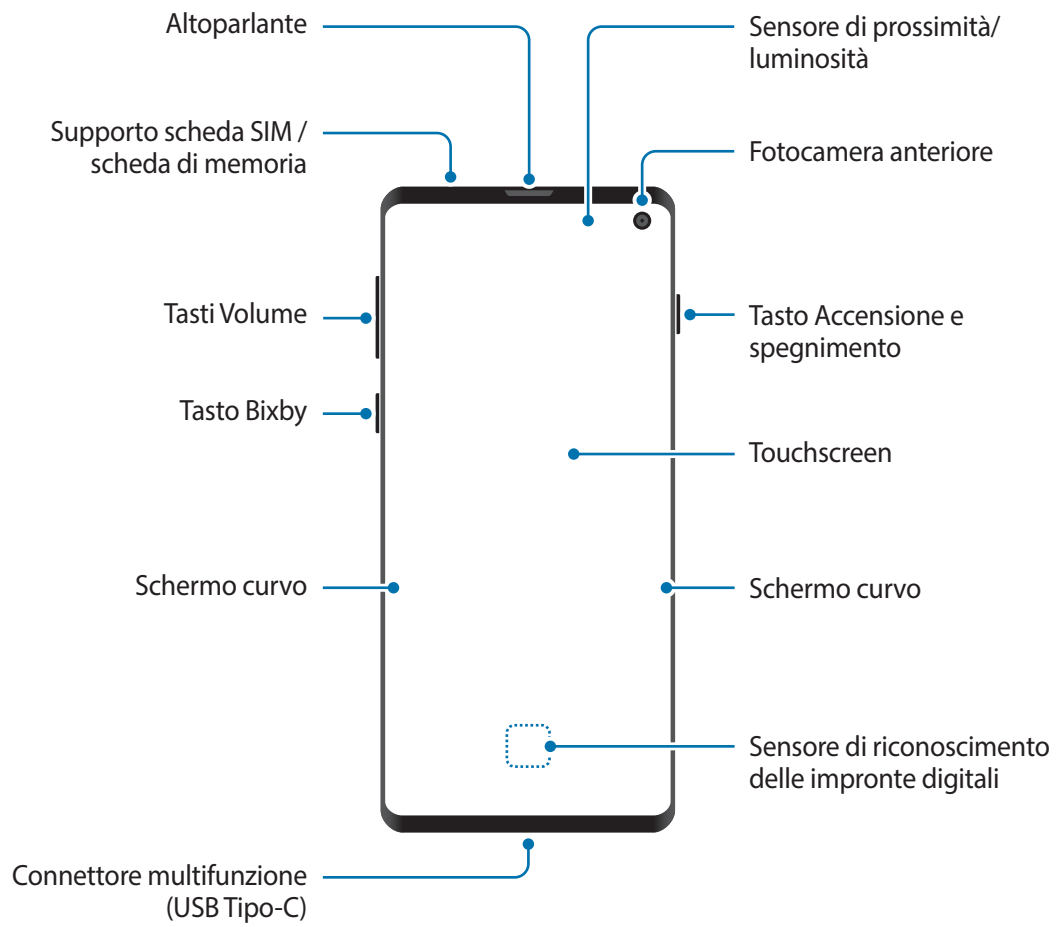 Altoparlante
Supporto scheda SIM /
scheda di memoria
Tasti Volume
Tasto Bixby
Schermo curvo
Connettore multifunzione
(USB Tipo-C)
Sensore di prossimità/
luminosità
Fotocamera anteriore
Tasto Accensione e
spegnimento
Touchscreen
Schermo curvo
Sensore di riconoscimento
delle impronte digitali